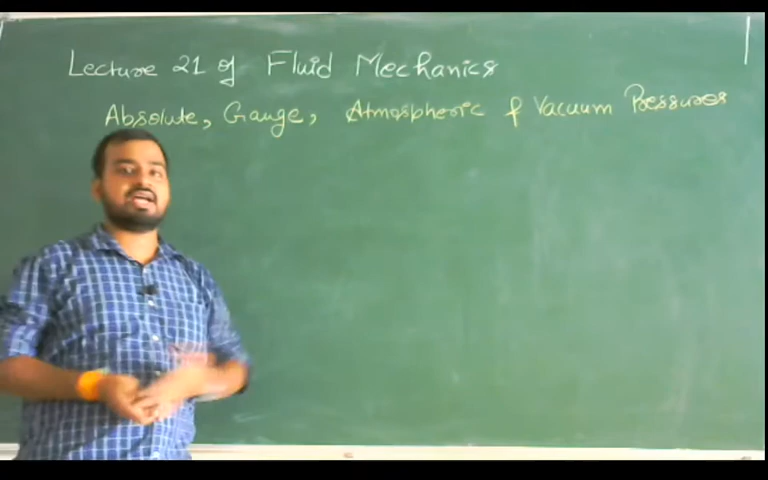 Lecture 21 of Fluid Mechanics
Absolute, Gauge, Atmospheric & Vacuum Pressures